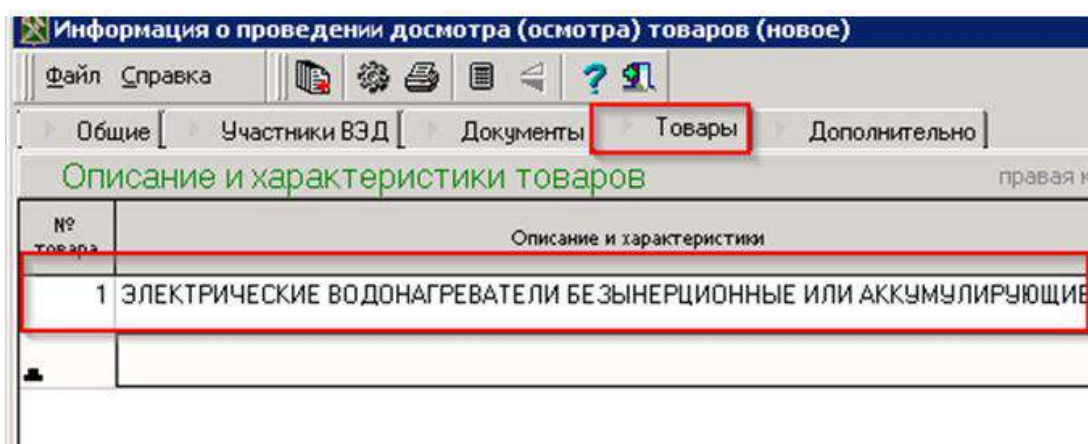 Информация о проведении досмотра (осмотра) товаров (новое)
Файл Справка
Общие Участники ВЭД Документы Товары Дополнительно
Описание и характеристики товаров правая
№ товара Описание и характеристики
1 ЭЛЕКТРИЧЕСКИЕ ВОДОНАГРЕВАТЕЛИ БЕЗЫНЕРЦИОННЫЕ ИЛИ АККУМУЛИРУЮЩИЕ